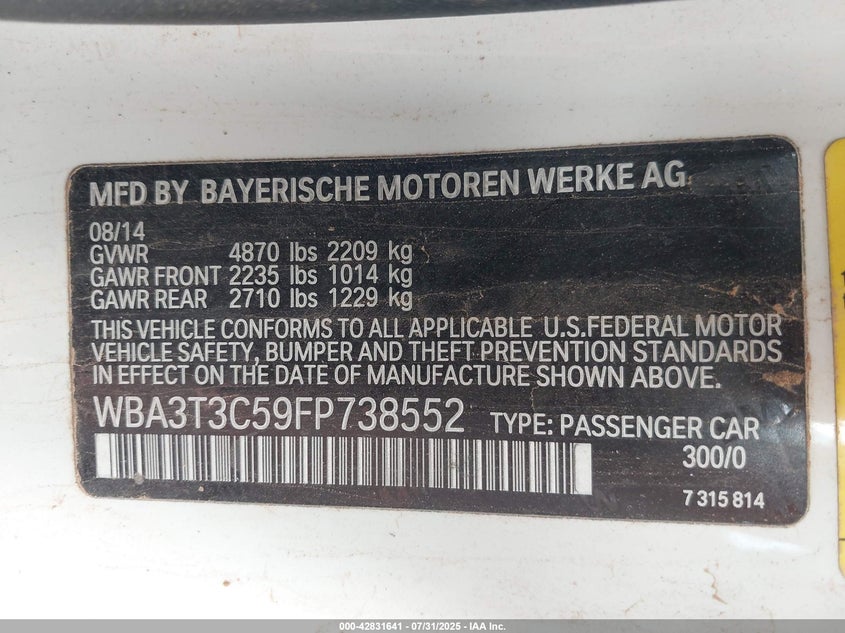 MFD BY BAYERISCHE MOTOREN WERKE AG
08/14
GVWR 4870 lbs 2209 kg
GAWR FRONT 2235 lbs 1014 kg
GAWR REAR 2710 lbs 1229 kg
THIS VEHICLE CONFORMS TO ALL APPLICABLE U.S.FEDERAL MOTOR
VEHICLE SAFETY, BUMPER AND THEFT PREVENTION STANDARDS
IN EFFECT ON THE DATE OF MANUFACTURE SHOWN ABOVE.
WBA3T3C59FP738552 TYPE: PASSENGER CAR
300/0
7 315 814
000-42831641 - 07/31/2025 - IAA Inc.